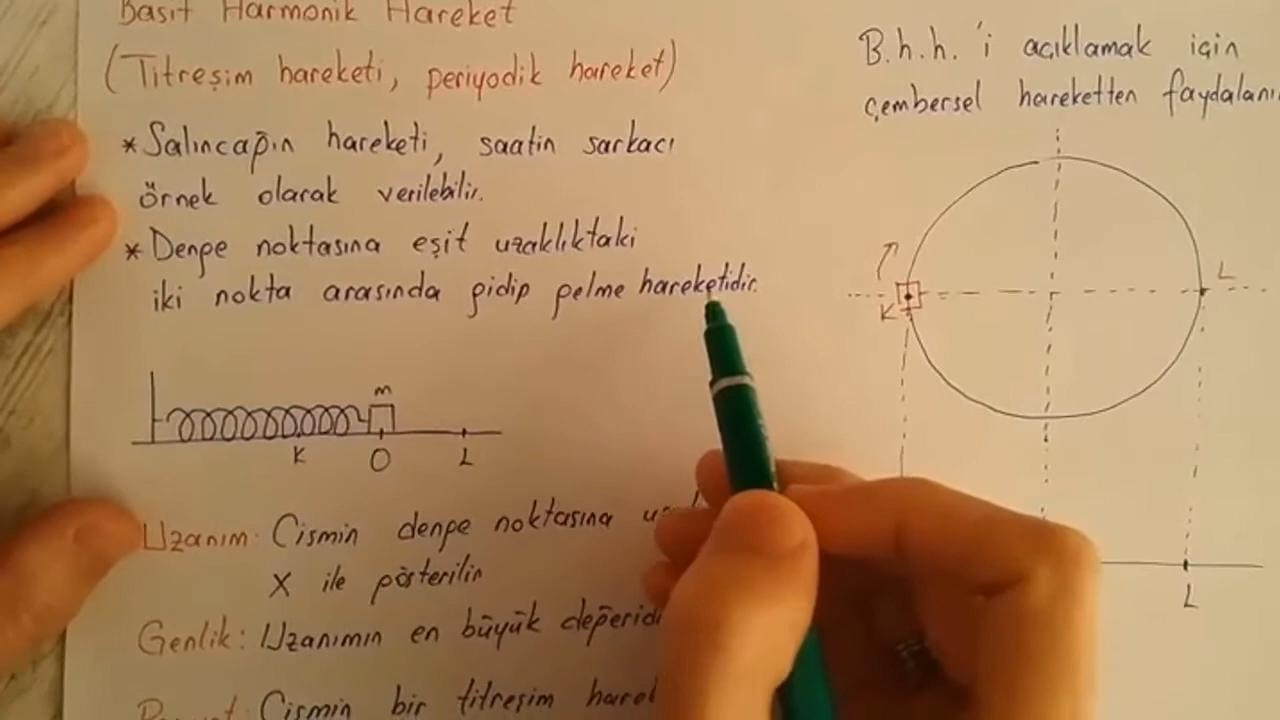 Basit Harmonik Hareket
(Titreşim hareketi, periyodik hareket)
*Salıncağın hareketi, saatin sarkacı
örnek olarak verilebilir.
*Denge noktasına eşit uzaklıktaki
iki nokta arasında gidip gelme hareketidir.
m
K O L
Uzanım: Cismin denge noktasına
X ile gösterilir
Genlik: Uzanımın en büyük değeridi
Cismin bir titreşim harek
B.h.h.'i açıklamak için
çembersel hareketten faydalanı
L
K
L